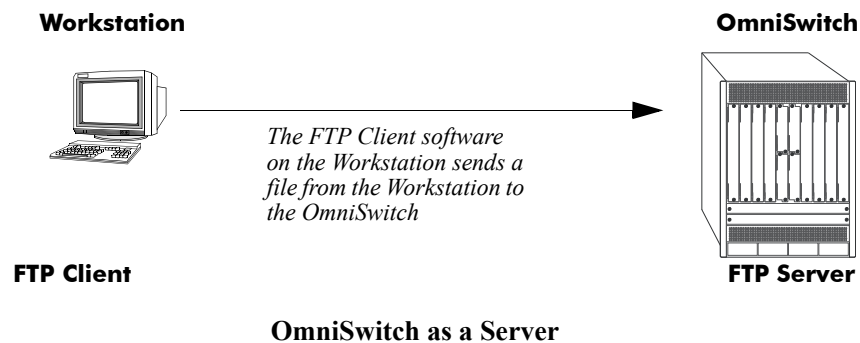 Workstation
OmniSwitch
The FTP Client software
on the Workstation sends a
file from the Workstation to
the OmniSwitch
FTP Client
FTP Server
OmniSwitch as a Server